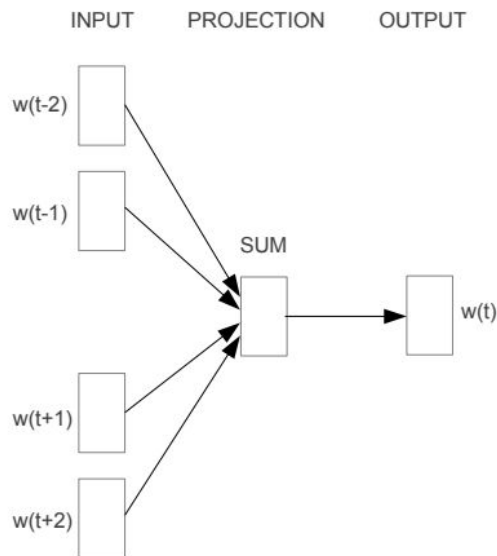 INPUT PROJECTION OUTPUT
w(t-2)
w(t-1)
SUM
w(t)
w(t+1)
w(t+2)